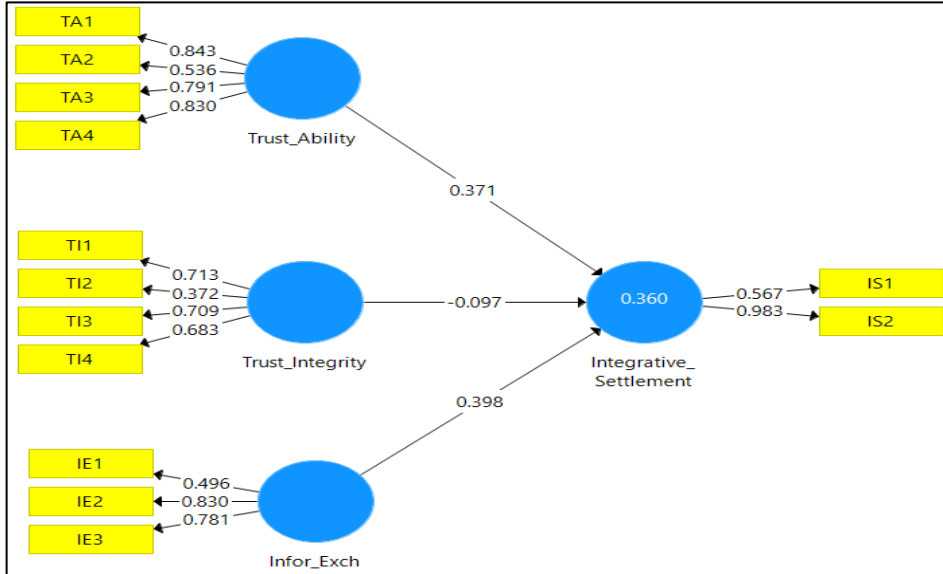 TA1
TA2
TA3
TA4
0.843
0.536
0.791
0.830
Trust_Ability
0.371
TI1
TI2
TI3
TI4
0.713
0.372
0.709
0.683
Trust_Integrity
-0.097
0.360
Integrative_
Settlement
0.567
0.983
IS1
IS2
0.398
IE1
IE2
IE3
0.496
0.830
0.781
Infor_Exch